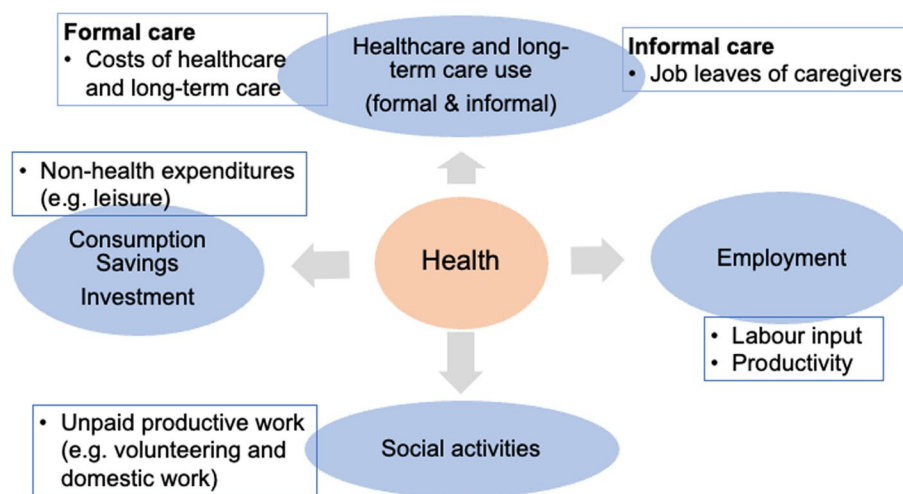 Formal care
• Costs of healthcare
and long-term care
Healthcare and long-
term care use
(formal & informal)
Informal care
• Job leaves of caregivers
• Non-health expenditures
(e.g. leisure)
Consumption
Savings
Investment
Health
Employment
• Labour input
• Productivity
• Unpaid productive work
(e.g. volunteering and
domestic work)
Social activities